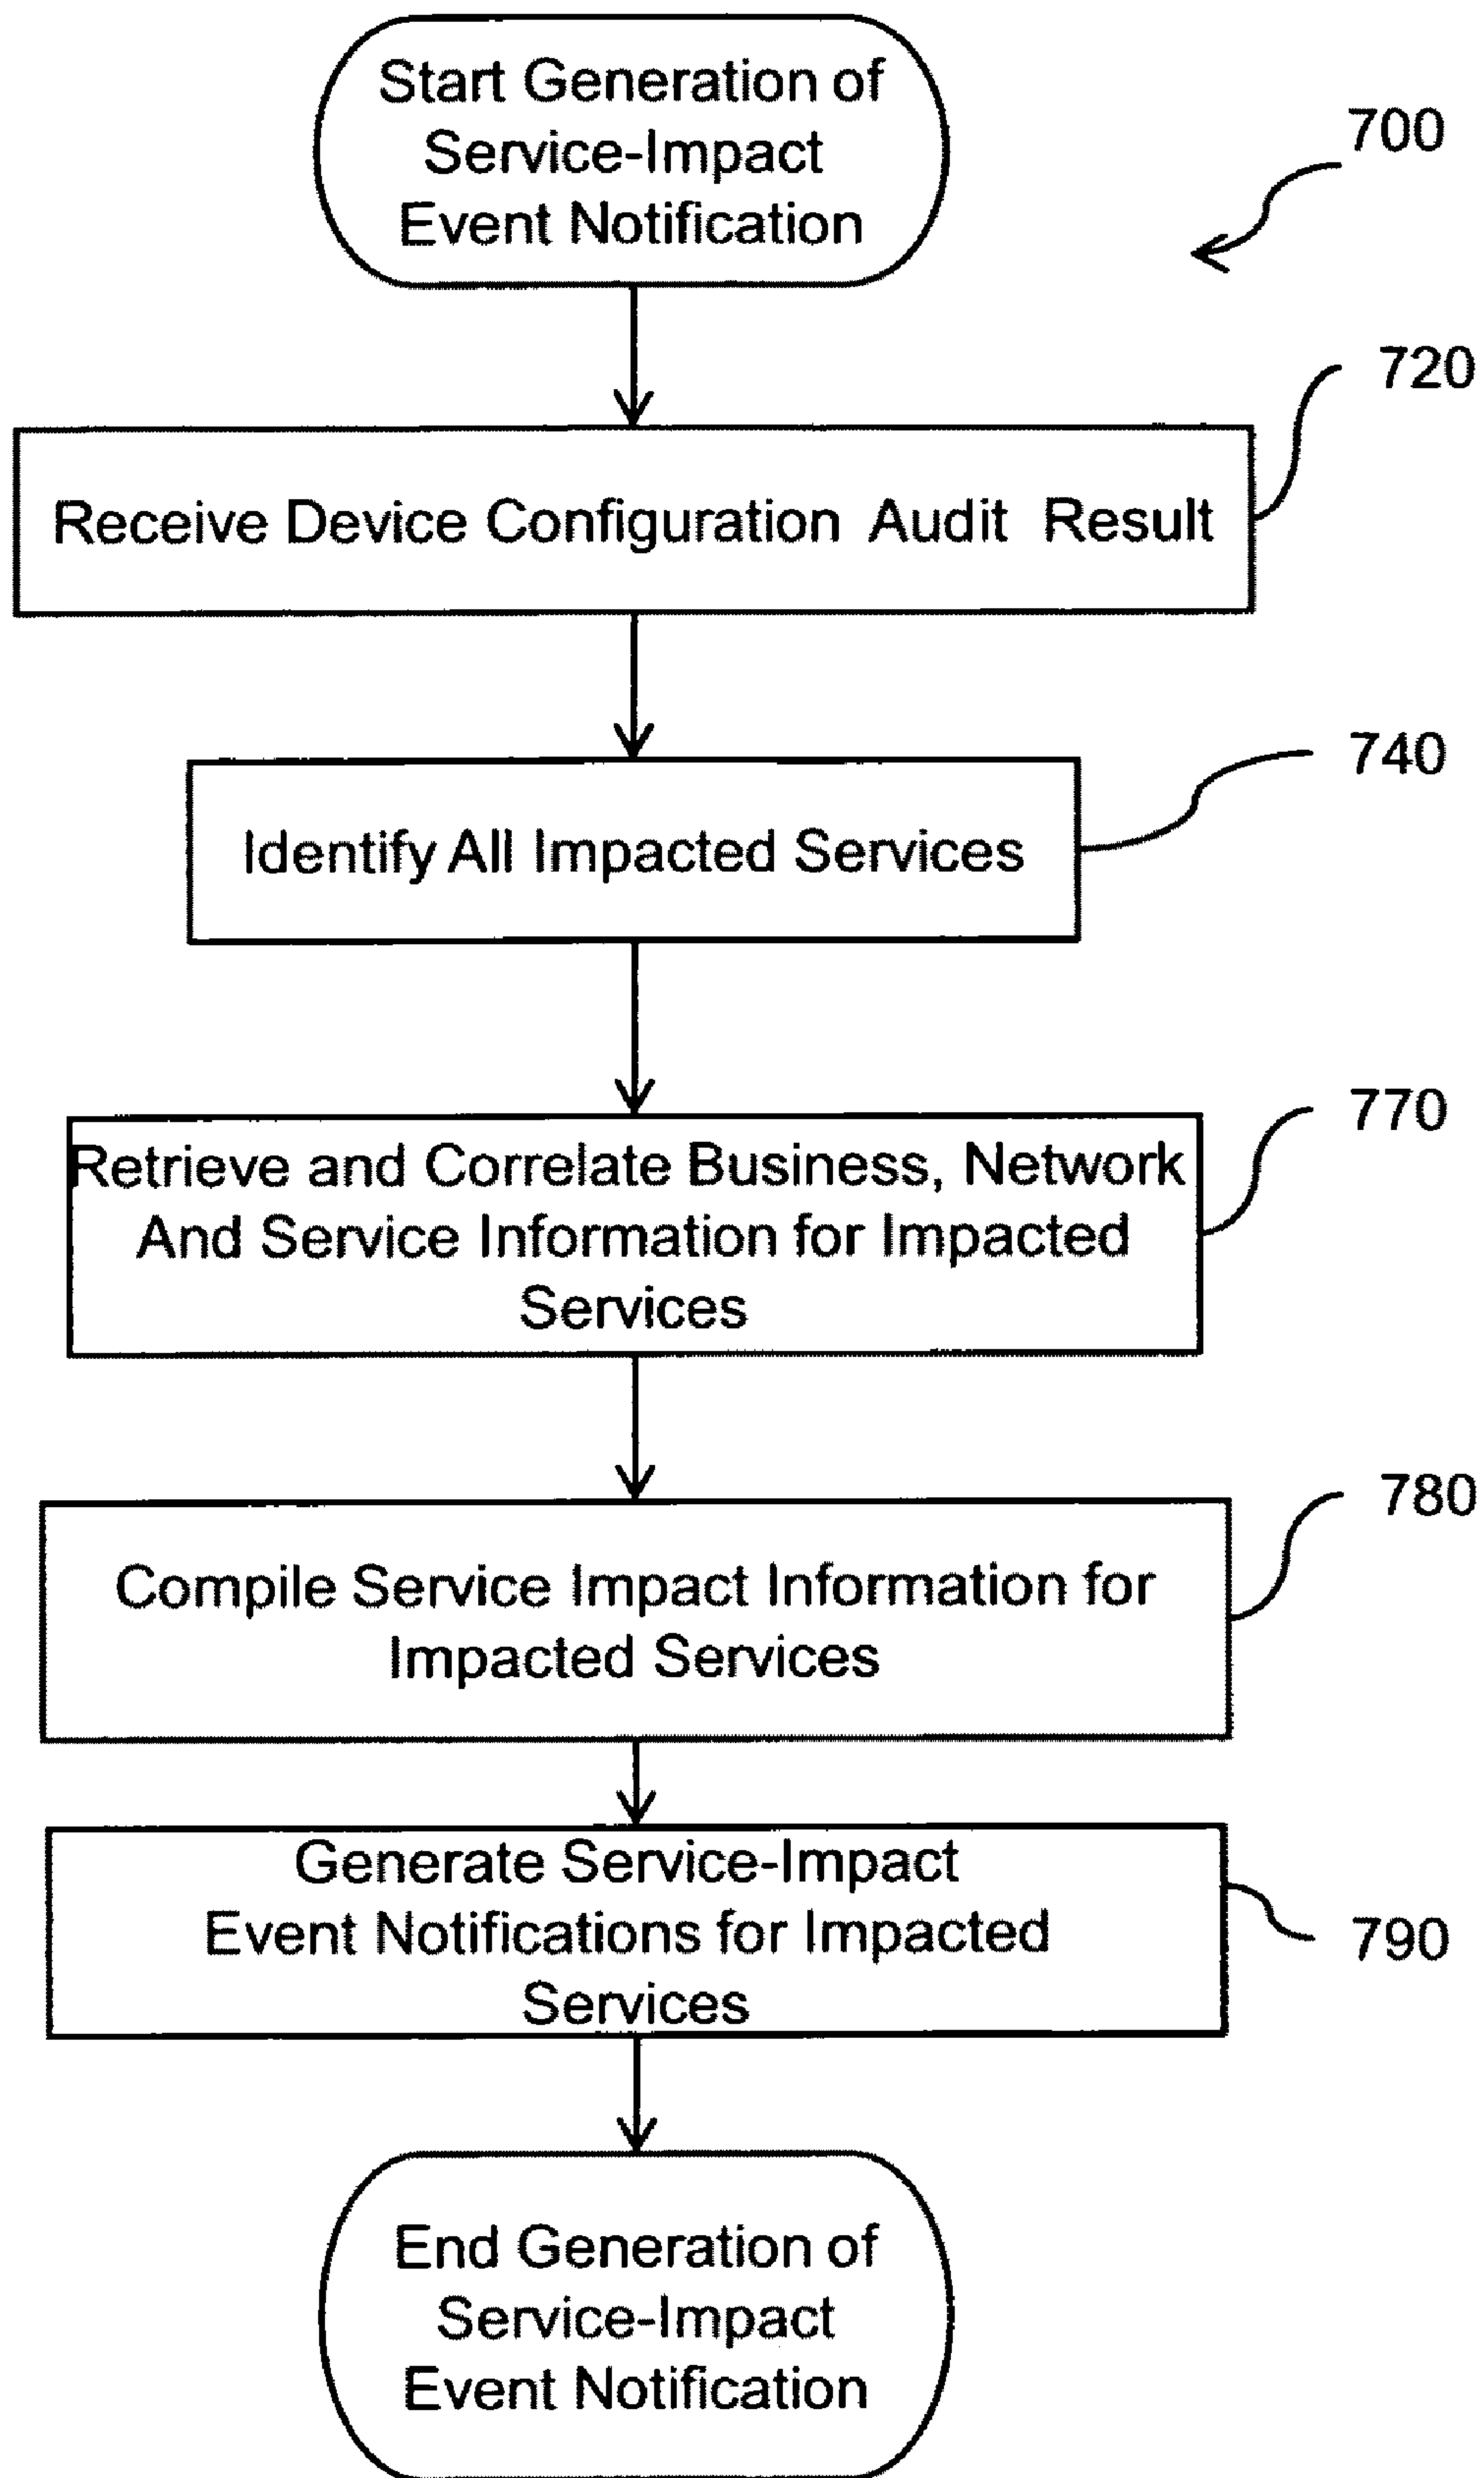 Start Generation of
Service-Impact
Event Notification
700
720
Receive Device Configuration Audit Result
740
Identify All Impacted Services
770
Retrieve and Correlate Business, Network
And Service Information for Impacted
Services
780
Compile Service Impact Information for
Impacted Services
Generate Service-Impact
Event Notifications for Impacted
Services
790
End Generation of
Service-Impact
Event Notification